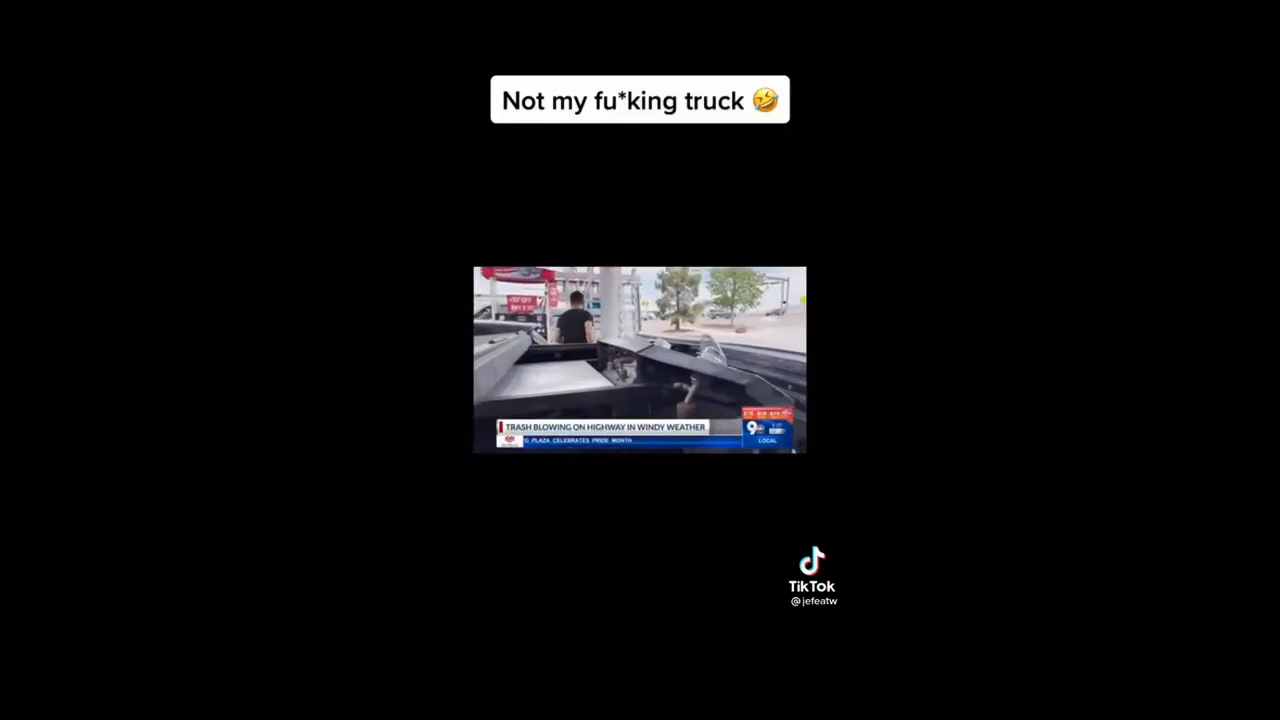 Not my fu*king truck 🤣
TRASH BLOWING ON HIGHWAY IN WINDY WEATHER
PLAZA CELEBRATES PRIDE MONTH
9
LOCAL
TikTok
@jefeatw